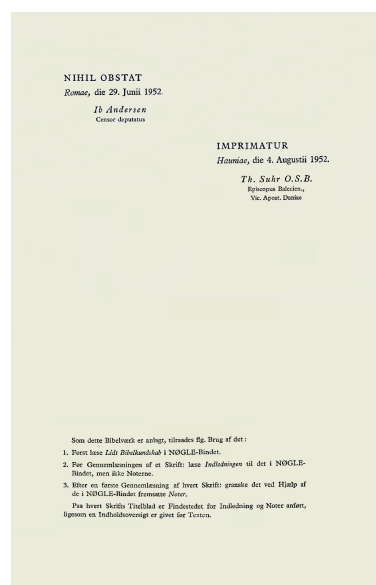 NIHIL OBSTAT
Romae, die 29. Junii 1952.
Ib Andersen
Censor deputatus
IMPRIMATUR
Hauniae, die 4. Augustii 1952.
Th. Suhr O.S.B.
Episcopus Balecien.,
Vic. Apost. Daniae
Som dette Bibelværk er anlagt, tilraades flg. Brug af det:
1. Først læse Lidt Bibelkundskab i NØGLE-Bindet.
2. Før Gennemlæsningen af et Skrift: læse Indledningen til det i NØGLE-
Bindet, men ikke Noterne.
3. Efter en første Gennemlæsning af hvert Skrift: granske det ved Hjælp af
de i NØGLE-Bindet fremsatte Noter.
Paa hvert Skrifts Titelblad er Findestedet for Indledning og Noter anført,
ligesom en Indholdsoversigt er givet før Texten.